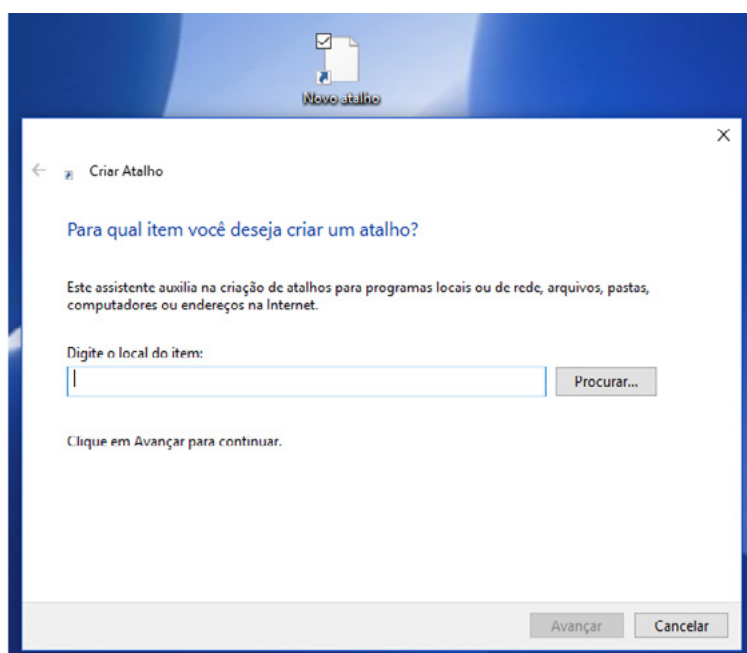 Novo atalho
Criar Atalho
Para qual item você deseja criar um atalho?
Este assistente auxilia na criação de atalhos para programas locais ou de rede, arquivos, pastas,
computadores ou endereços na Internet.
Digite o local do item:
Procurar...
Clique em Avançar para continuar.
Avançar
Cancelar